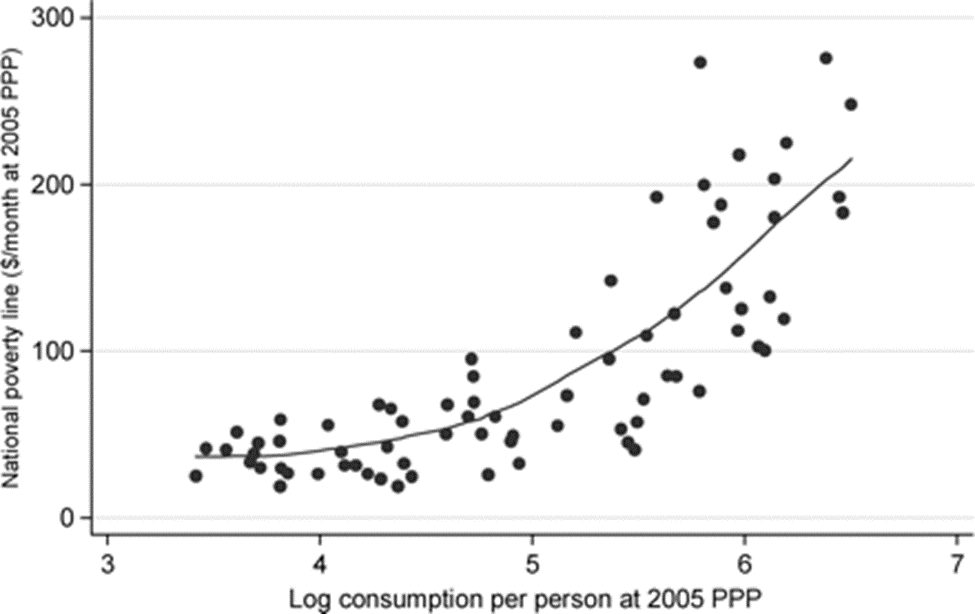 National poverty line ($/month at 2005 PPP)
300
200
100
0
3 4 5 6 7
Log consumption per person at 2005 PPP